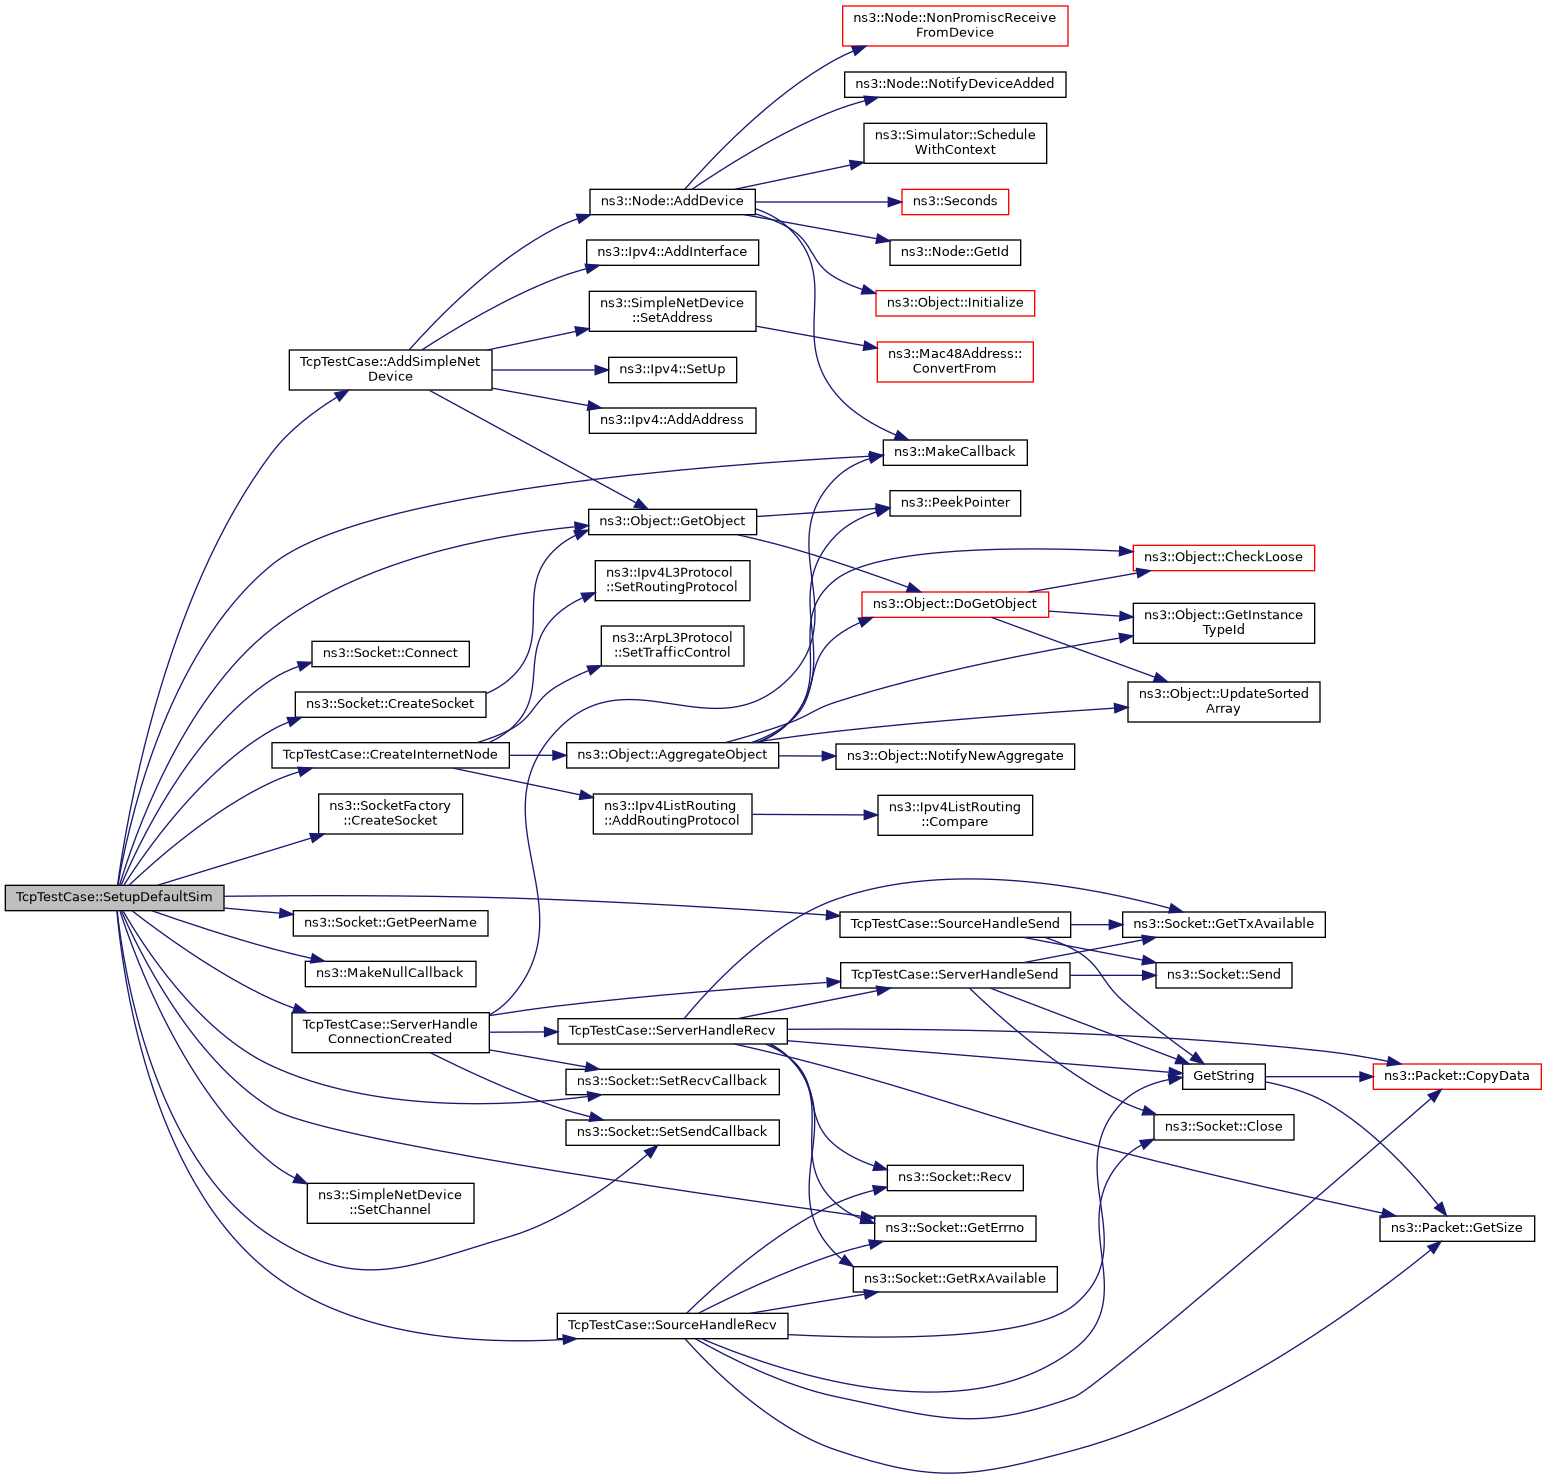 ns3::Node::NonPromiscReceive
FromDevice
ns3::Node::NotifyDeviceAdded
ns3::Simulator::Schedule
WithContext
ns3::Node::AddDevice
ns3::Seconds
ns3::Ipv4::AddInterface
ns3::Node::GetId
ns3::SimpleNetDevice
::SetAddress
ns3::Object::Initialize
TcpTestCase::AddSimpleNet
Device
ns3::Ipv4::SetUp
ns3::Mac48Address::
ConvertFrom
ns3::Ipv4::AddAddress
ns3::MakeCallback
ns3::PeekPointer
ns3::Object::GetObject
ns3::Object::CheckLoose
ns3::Ipv4L3Protocol
::SetRoutingProtocol
ns3::Object::DoGetObject
ns3::Object::GetInstance
TypeId
ns3::Socket::Connect
ns3::ArpL3Protocol
::SetTrafficControl
ns3::Socket::CreateSocket
ns3::Object::UpdateSorted
Array
TcpTestCase::CreateInternetNode
ns3::Object::AggregateObject
ns3::Object::NotifyNewAggregate
ns3::SocketFactory
::CreateSocket
ns3::Ipv4ListRouting
::AddRoutingProtocol
ns3::Ipv4ListRouting
::Compare
TcpTestCase::SetupDefaultSim
ns3::Socket::GetPeerName
TcpTestCase::SourceHandleSend
ns3::Socket::GetTxAvailable
ns3::MakeNullCallback
TcpTestCase::ServerHandleSend
ns3::Socket::Send
TcpTestCase::ServerHandle
ConnectionCreated
TcpTestCase::ServerHandleRecv
ns3::Socket::SetRecvCallback
GetString
ns3::Packet::CopyData
ns3::Socket::SetSendCallback
ns3::Socket::Close
ns3::SimpleNetDevice
::SetChannel
ns3::Socket::Recv
ns3::Socket::GetErrno
ns3::Packet::GetSize
ns3::Socket::GetRxAvailable
TcpTestCase::SourceHandleRecv